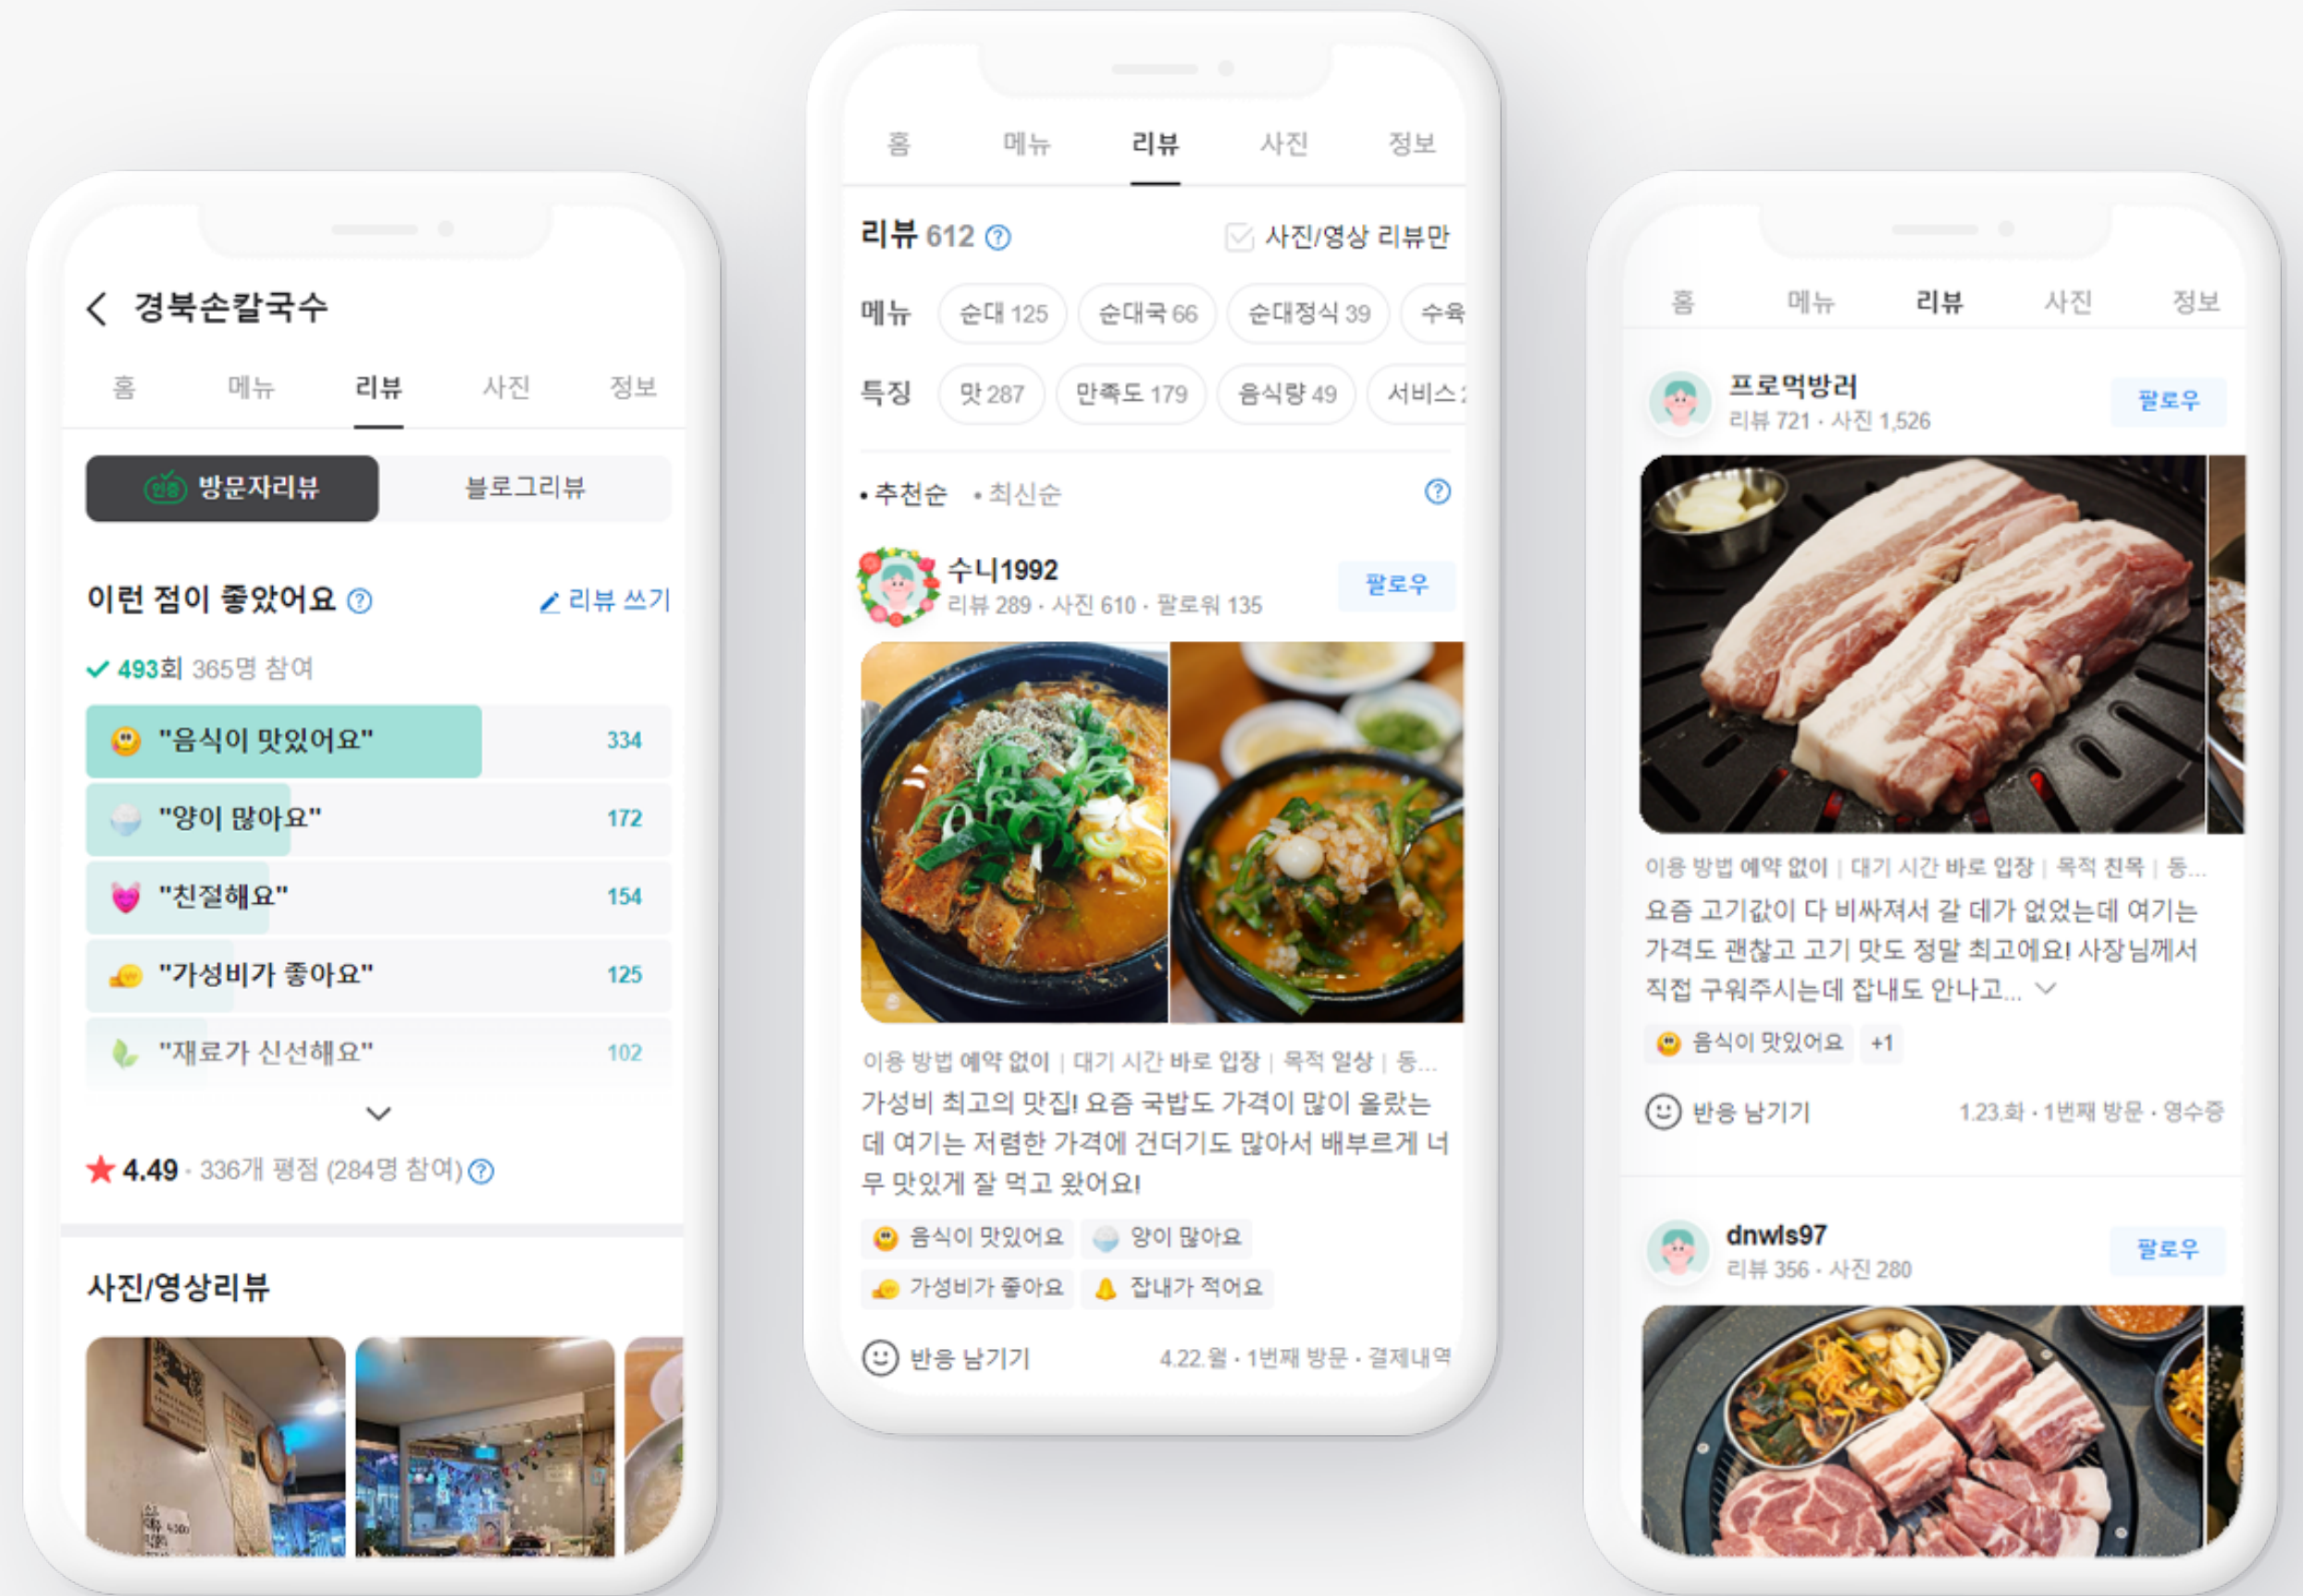 경북손칼국수
홈 메뉴 리뷰 사진 정보
인증 방문자리뷰 블로그리뷰
이런 점이 좋았어요 ? 리뷰 쓰기
493회 365명 참여
"음식이 맛있어요" 334
"양이 많아요" 172
"친절해요" 154
"가성비가 좋아요" 125
"재료가 신선해요" 102
4.49 · 336개 평점 (284명 참여) ?
사진/영상리뷰
홈 메뉴 리뷰 사진 정보
리뷰 612 ? 사진/영상 리뷰만
메뉴 순대 125 순대국 66 순대정식 39 수육
특징 맛 287 만족도 179 음식량 49 서비스
• 추천순 • 최신순 ?
수니1992 팔로우
리뷰 289 · 사진 610 · 팔로워 135
이용 방법 예약 없이 | 대기 시간 바로 입장 | 목적 일상 | 동...
가성비 최고의 맛집! 요즘 국밥도 가격이 많이 올랐는
데 여기는 저렴한 가격에 건더기도 많아서 배부르게 너
무 맛있게 잘 먹고 왔어요!
음식이 맛있어요 양이 많아요
가성비가 좋아요 잡내가 적어요
반응 남기기 4.22.월 · 1번째 방문 · 결제내역
홈 메뉴 리뷰 사진 정보
프로먹방러 팔로우
리뷰 721 · 사진 1,526
이용 방법 예약 없이 | 대기 시간 바로 입장 | 목적 친목 | 동...
요즘 고기값이 다 비싸져서 갈 데가 없었는데 여기는
가격도 괜찮고 고기 맛도 정말 최고에요! 사장님께서
직접 구워주시는데 잡내도 안나고...
음식이 맛있어요 +1
반응 남기기 1.23.화 · 1번째 방문 · 영수증
dnwls97 팔로우
리뷰 356 · 사진 280